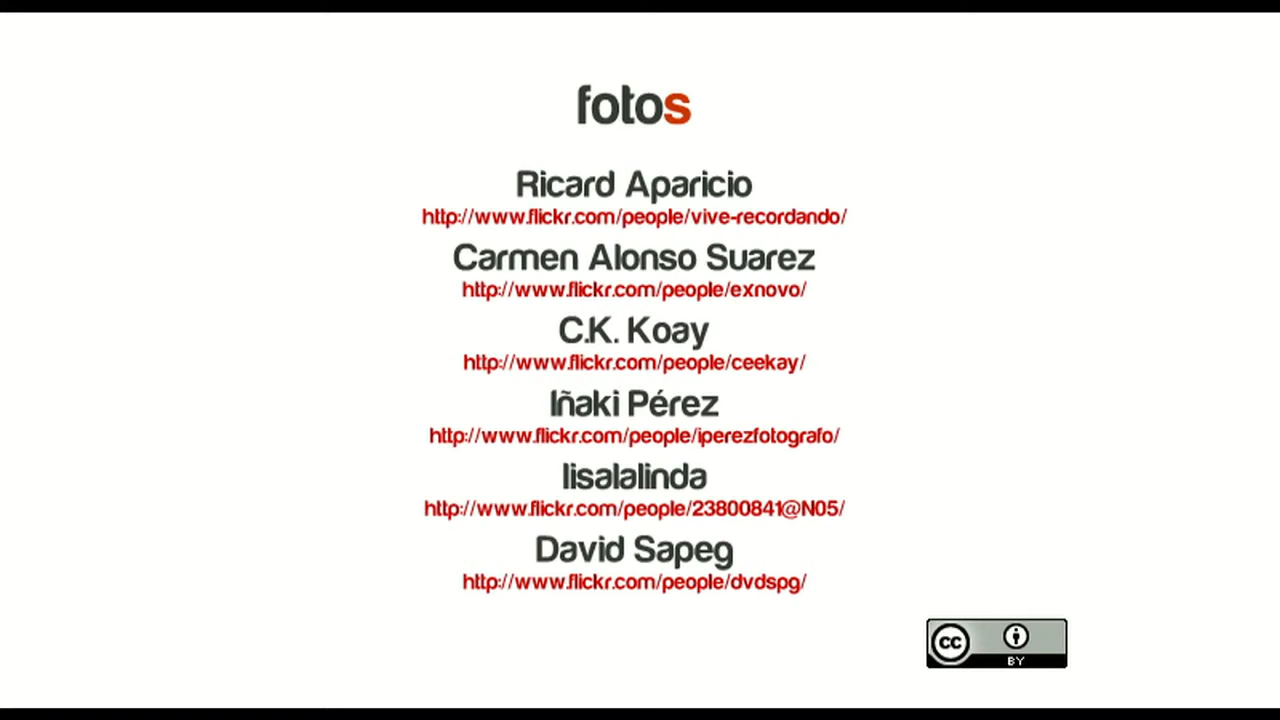 fotos
Ricard Aparicio
http://www.flickr.com/people/vive-recordando/
Carmen Alonso Suarez
http://www.flickr.com/people/exnovo/
C.K. Koay
http://www.flickr.com/people/ceekay/
Iñaki Pérez
http://www.flickr.com/people/iperezfotografo/
lisalalinda
http://www.flickr.com/people/23800841@N05/
David Sapeg
http://www.flickr.com/people/dvdspg/
cc
BY